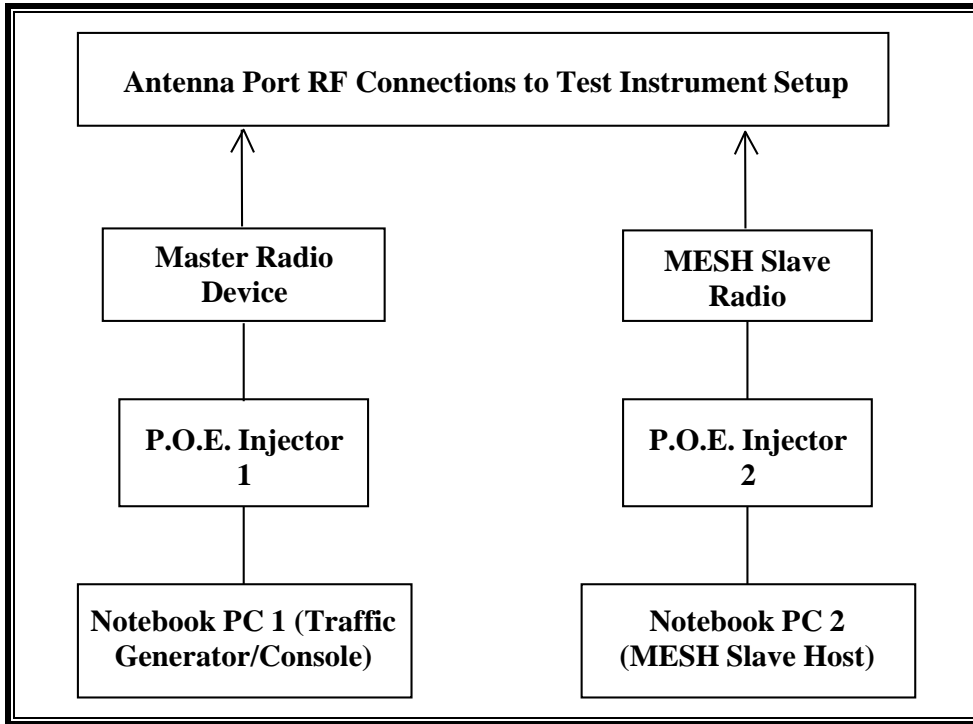 Antenna Port RF Connections to Test Instrument Setup
Master Radio
Device
MESH Slave
Radio
P.O.E. Injector
1
P.O.E. Injector
2
Notebook PC 1 (Traffic
Generator/Console)
Notebook PC 2
(MESH Slave Host)